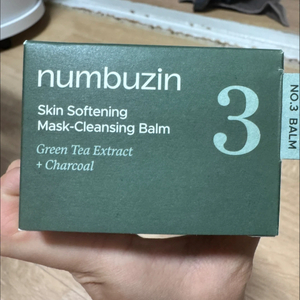 numbuzin
Skin Softening
Mask-Cleansing Balm
Green Tea Extract
+ Charcoal
3
NO.3 BALM